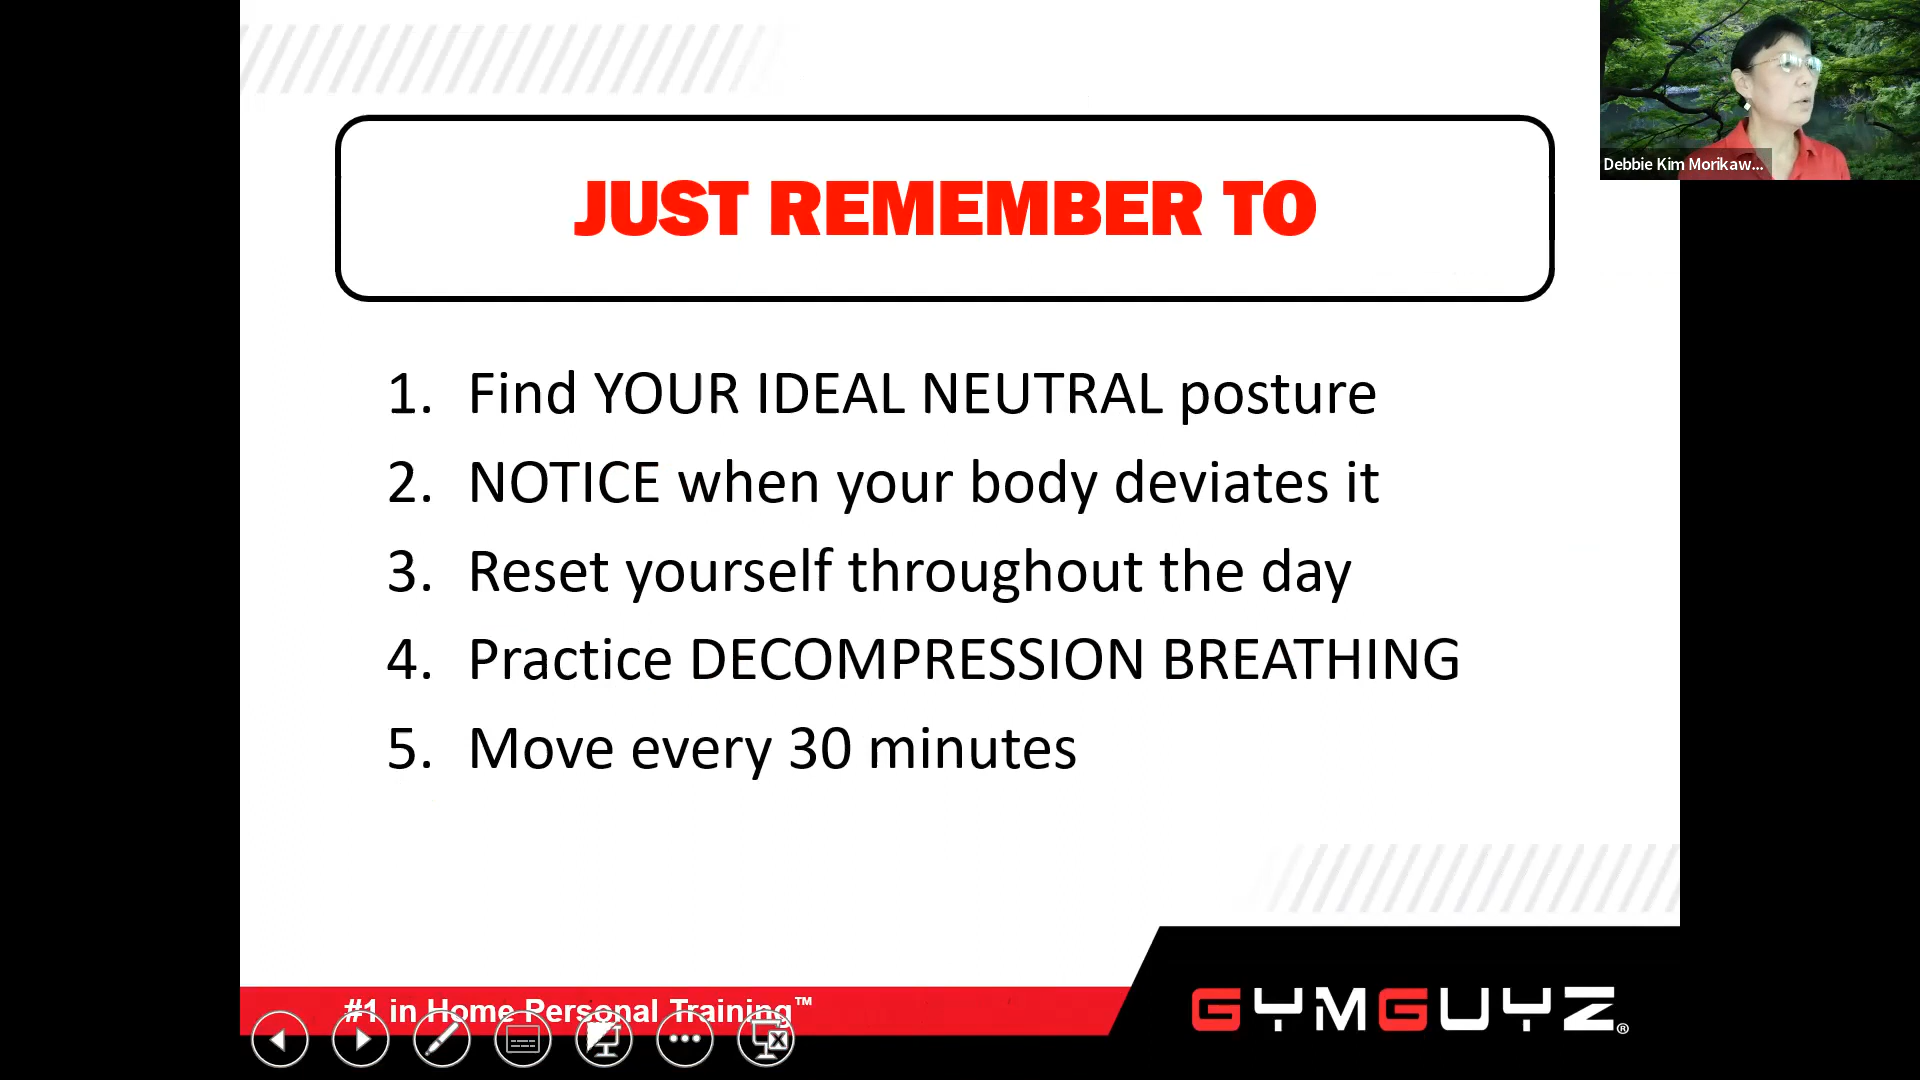 JUST REMEMBER TO
Debbie Kim Morikaw...
1. Find YOUR IDEAL NEUTRAL posture
2. NOTICE when your body deviates it
3. Reset yourself throughout the day
4. Practice DECOMPRESSION BREATHING
5. Move every 30 minutes
#1 in Home Personal Training™
GYMGUYZ®